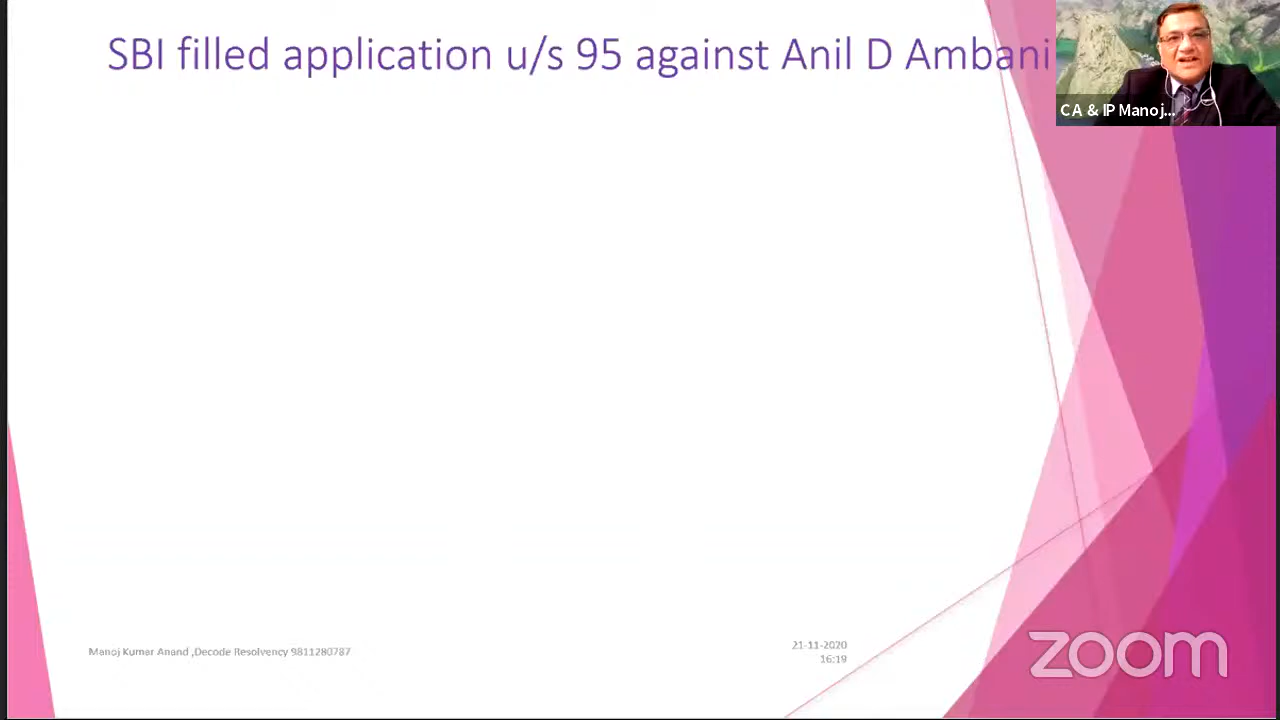 SBI filled application u/s 95 against Anil D Ambani
CA & IP Manoj...
Manoj Kumar Anand ,Decode Resolvency 9811280787
21-11-2020
16:19
zoom